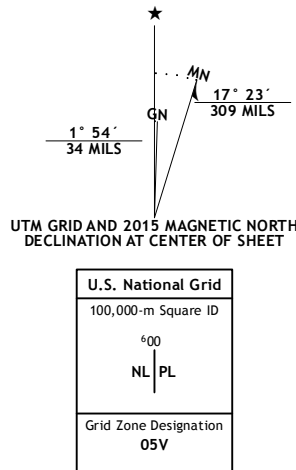 ★
MN
GN
17° 23´
309 MILS
1° 54´
34 MILS
UTM GRID AND 2015 MAGNETIC NORTH
DECLINATION AT CENTER OF SHEET
U.S. National Grid
100,000-m Square ID
⁶00
NL PL
Grid Zone Designation
05V